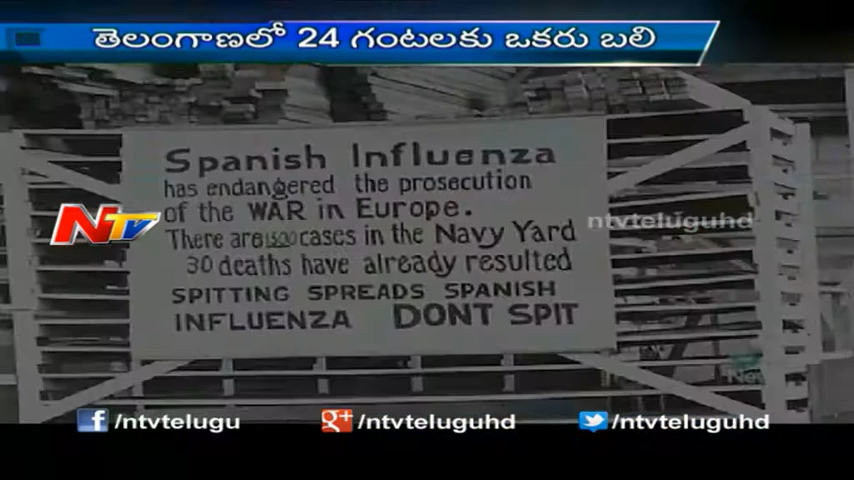 తెలంగాణలో 24 గంటలకు ఒకరు బలి
Spanish Influenza
has endangered the prosecution
of the WAR in Europe.
There are 1500 cases in the Navy Yard
30 deaths have already resulted
SPITTING SPREADS SPANISH
INFLUENZA DONT SPIT
NTV
ntvteluguhd
/ntvtelugu
/ntvteluguhd
/ntvteluguhd